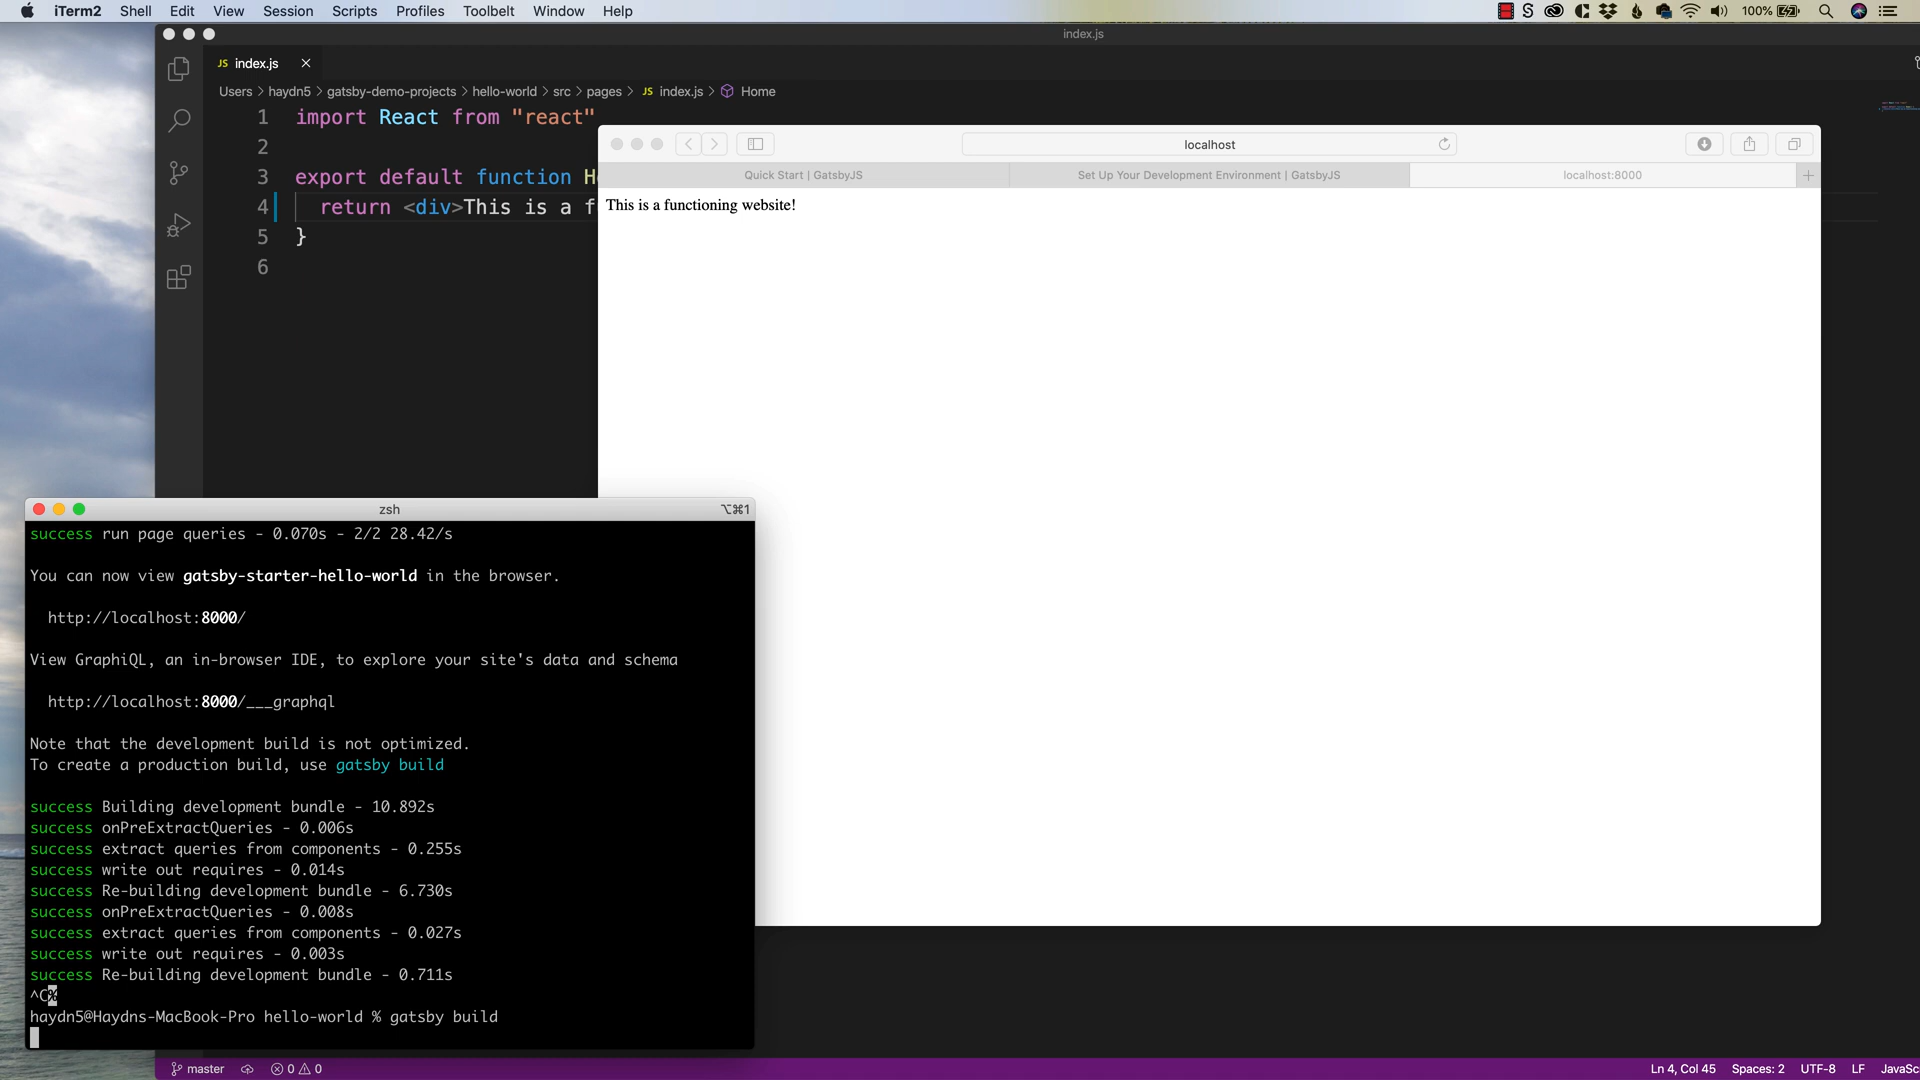 iTerm2 Shell Edit View Session Scripts Profiles Toolbelt Window Help 100%
index.js
JS index.js
Users > haydn5 > gatsby-demo-projects > hello-world > src > pages > JS index.js > Home
1 import React from "react"
2
3 export default function H
4 return <div>This is a f
5 }
6
localhost
Quick Start | GatsbyJS Set Up Your Development Environment | GatsbyJS localhost:8000
This is a functioning website!
zsh ⌥⌘1
success run page queries - 0.070s - 2/2 28.42/s
You can now view gatsby-starter-hello-world in the browser.
http://localhost:8000/
View GraphiQL, an in-browser IDE, to explore your site's data and schema
http://localhost:8000/___graphql
Note that the development build is not optimized.
To create a production build, use gatsby build
success Building development bundle - 10.892s
success onPreExtractQueries - 0.006s
success extract queries from components - 0.255s
success write out requires - 0.014s
success Re-building development bundle - 6.730s
success onPreExtractQueries - 0.008s
success extract queries from components - 0.027s
success write out requires - 0.003s
success Re-building development bundle - 0.711s
^C%
haydn5@Haydns-MacBook-Pro hello-world % gatsby build
master 0 0 Ln 4, Col 45 Spaces: 2 UTF-8 LF JavaSc